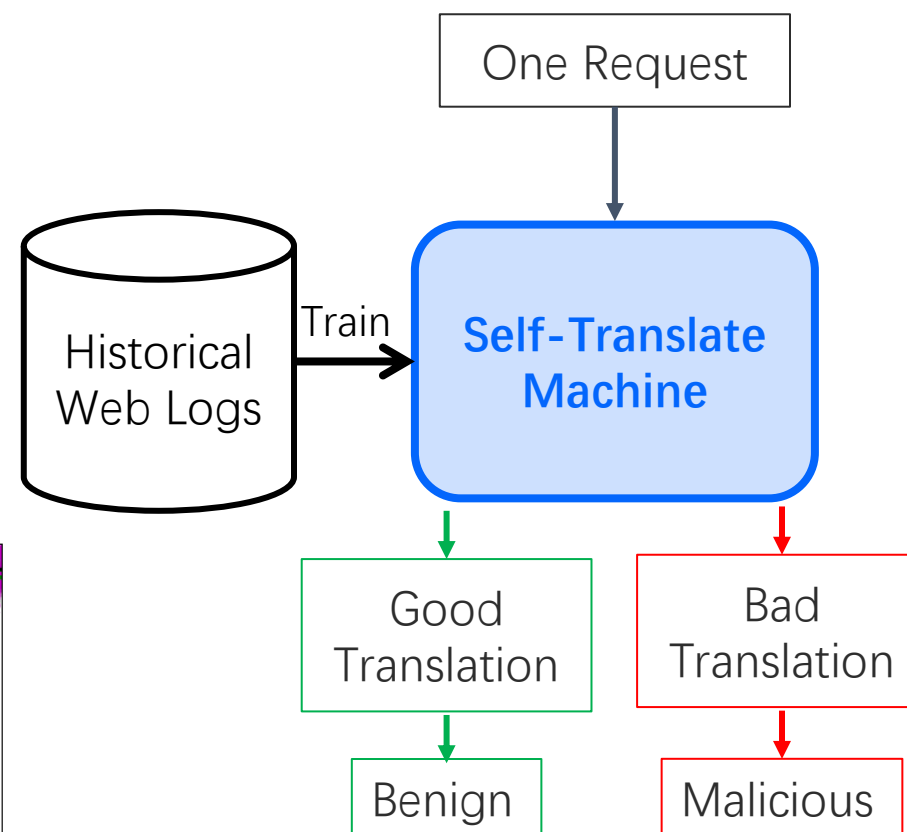 One Request
Train
Historical
Web Logs
Self-Translate
Machine
Good
Translation
Bad
Translation
Benign
Malicious